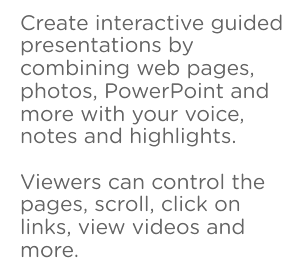 Create interactive guided
presentations by
combining web pages,
photos, PowerPoint and
more with your voice,
notes and highlights.
Viewers can control the
pages, scroll, click on
links, view videos and
more.